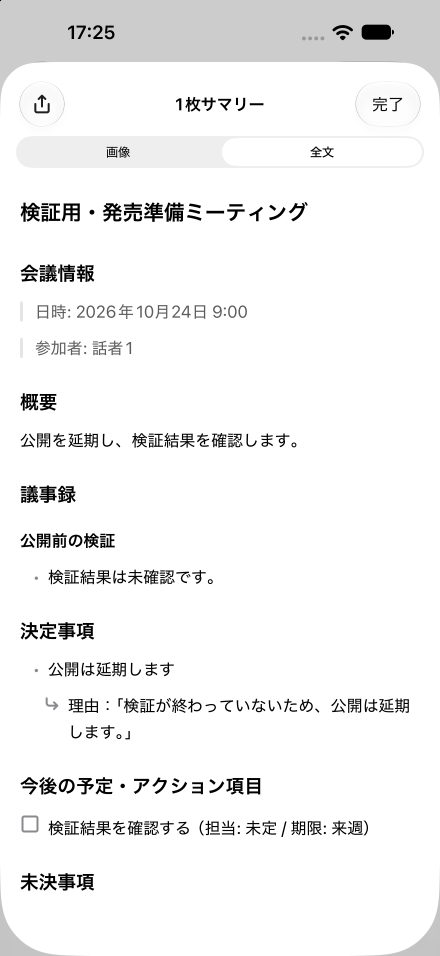 17:25
1枚サマリー
完了
画像
全文
検証用・発売準備ミーティング
会議情報
日時: 2026年10月24日 9:00
参加者: 話者1
概要
公開を延期し、検証結果を確認します。
議事録
公開前の検証
・検証結果は未確認です。
決定事項
・公開は延期します
↳ 理由：「検証が終わっていないため、公開は延期
します。」
今後の予定・アクション項目
☐ 検証結果を確認する（担当: 未定 / 期限: 来週）
未決事項